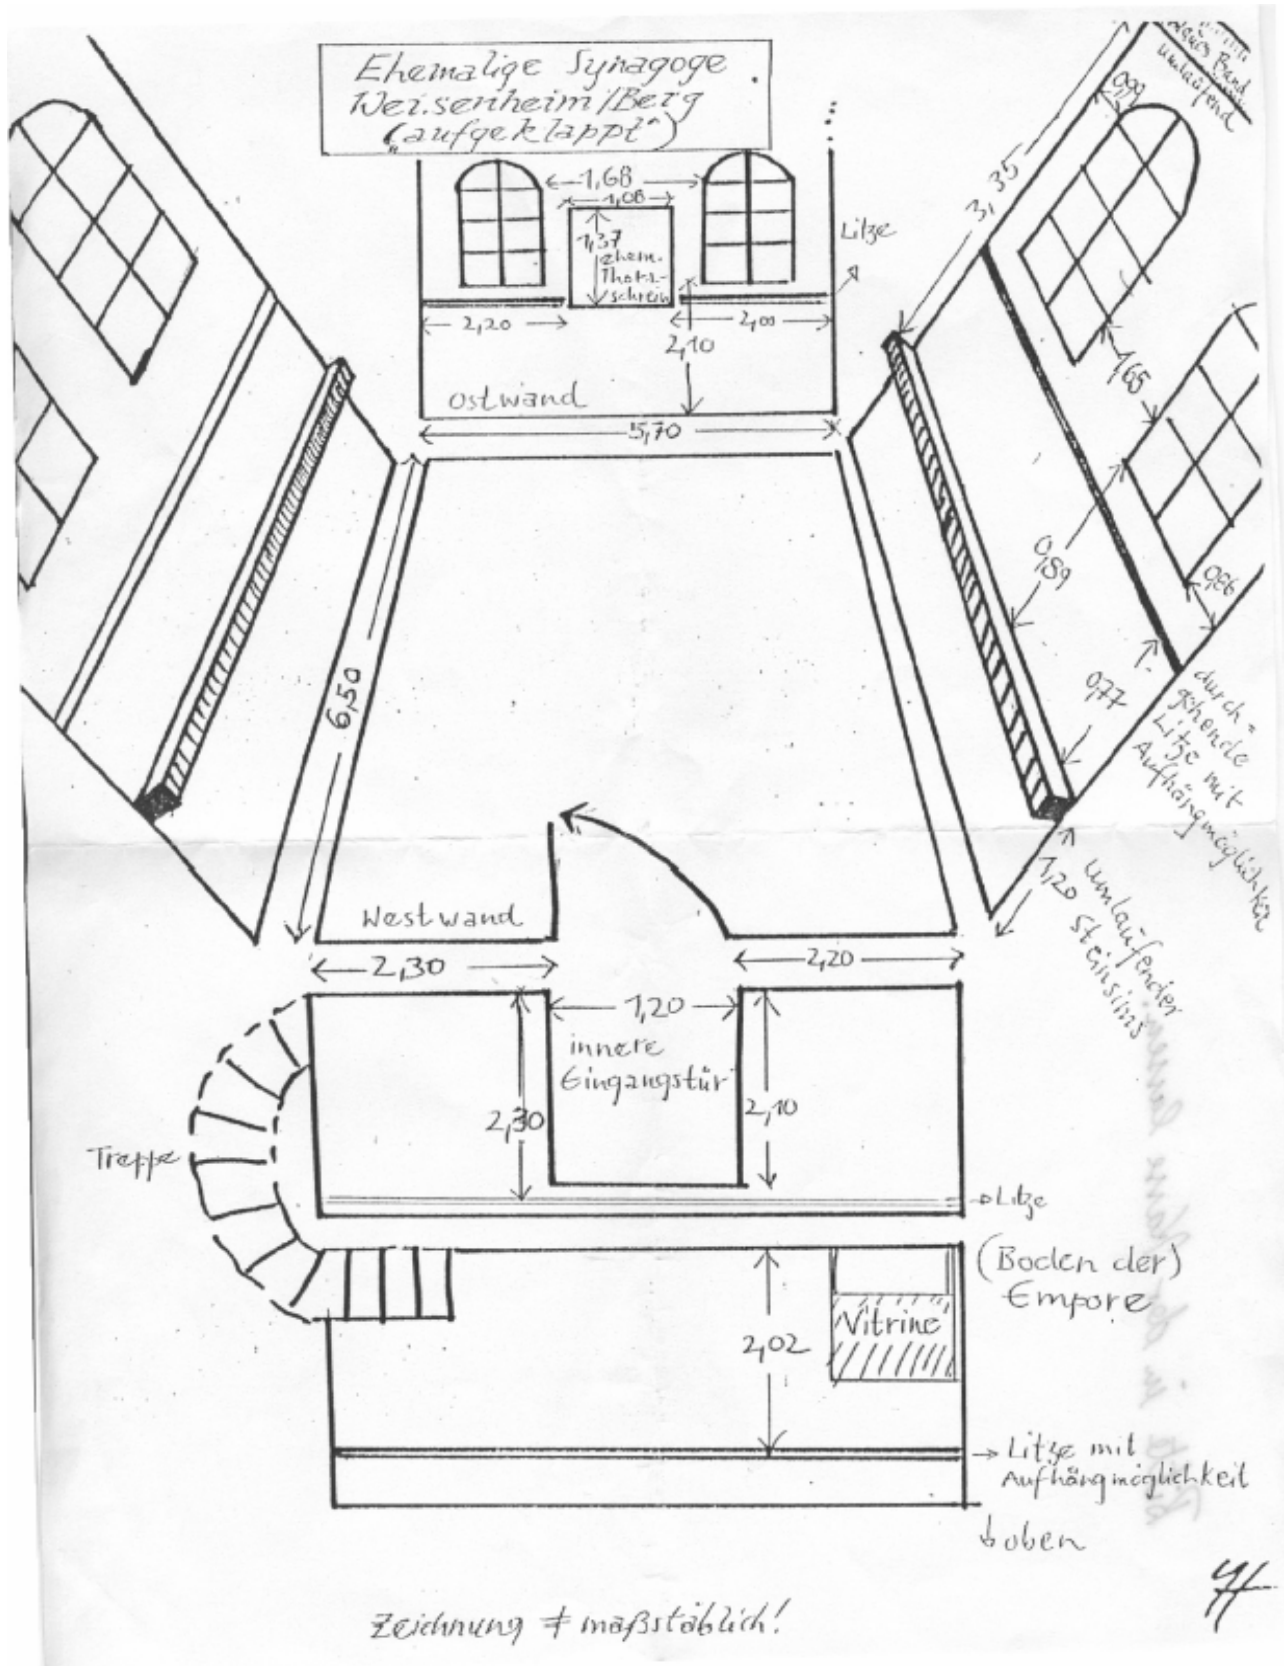 Ehemalige Synagoge
Weisenheim/Berg
(„aufgeklappt“)
Band
umlaufend
0,66
3,35
1,68
1,08
1,37
ehem.
Thora-
schrein
Litze
2,20
2,00
2,10
Ostwand
5,70
1,65
0,89
0,86
0,77
6,50
durch=
gehende
Litze mit
Aufhängmöglichkeit
1,20
umlaufender
Steinsims
Westwand
2,30
2,20
1,20
innere
Eingangstür
2,30
2,10
Treppe
Litze
(Boden der)
Empore
Nitrine
2,02
Litze mit
Aufhängmöglichkeit
oben
Zeichnung ≠ maßstäblich!